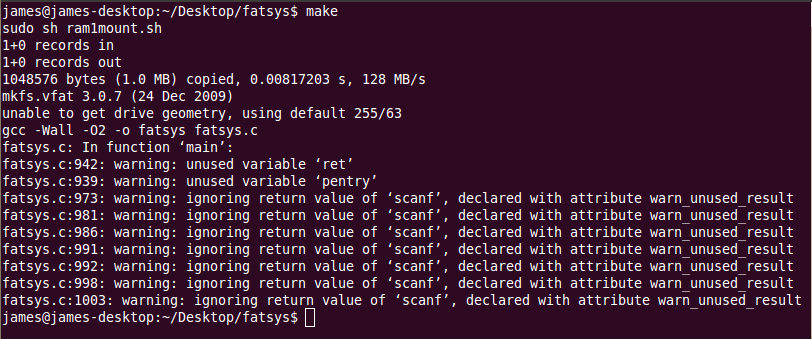 james@james-desktop:~/Desktop/fatsys$ make
sudo sh ram1mount.sh
1+0 records in
1+0 records out
1048576 bytes (1.0 MB) copied, 0.00817203 s, 128 MB/s
mkfs.vfat 3.0.7 (24 Dec 2009)
unable to get drive geometry, using default 255/63
gcc -Wall -O2 -o fatsys fatsys.c
fatsys.c: In function ‘main’:
fatsys.c:942: warning: unused variable ‘ret’
fatsys.c:939: warning: unused variable ‘pentry’
fatsys.c:973: warning: ignoring return value of ‘scanf’, declared with attribute warn_unused_result
fatsys.c:981: warning: ignoring return value of ‘scanf’, declared with attribute warn_unused_result
fatsys.c:986: warning: ignoring return value of ‘scanf’, declared with attribute warn_unused_result
fatsys.c:991: warning: ignoring return value of ‘scanf’, declared with attribute warn_unused_result
fatsys.c:992: warning: ignoring return value of ‘scanf’, declared with attribute warn_unused_result
fatsys.c:998: warning: ignoring return value of ‘scanf’, declared with attribute warn_unused_result
fatsys.c:1003: warning: ignoring return value of ‘scanf’, declared with attribute warn_unused_result
james@james-desktop:~/Desktop/fatsys$